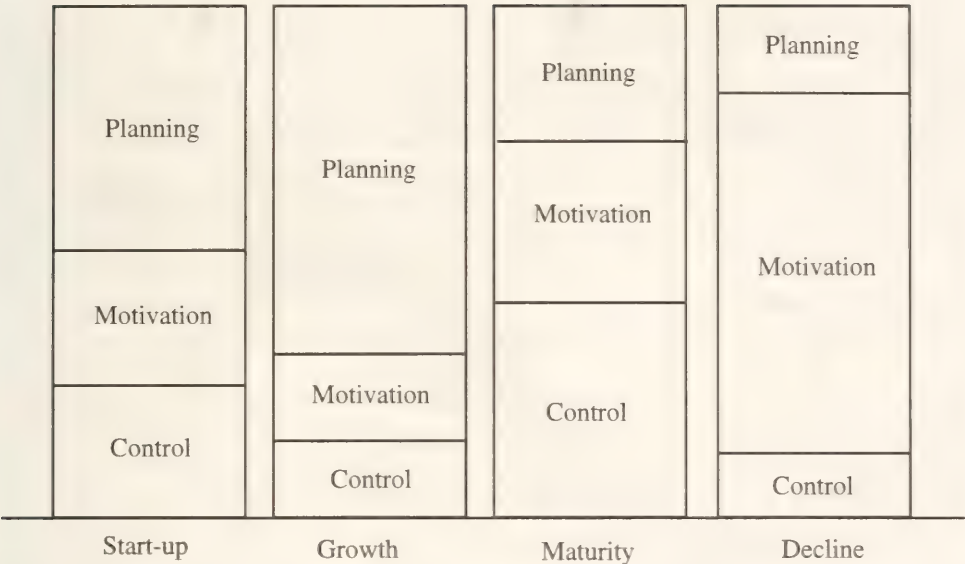 Planning
Motivation
Control
Start-up
Planning
Motivation
Control
Growth
Planning
Motivation
Control
Maturity
Planning
Motivation
Control
Decline